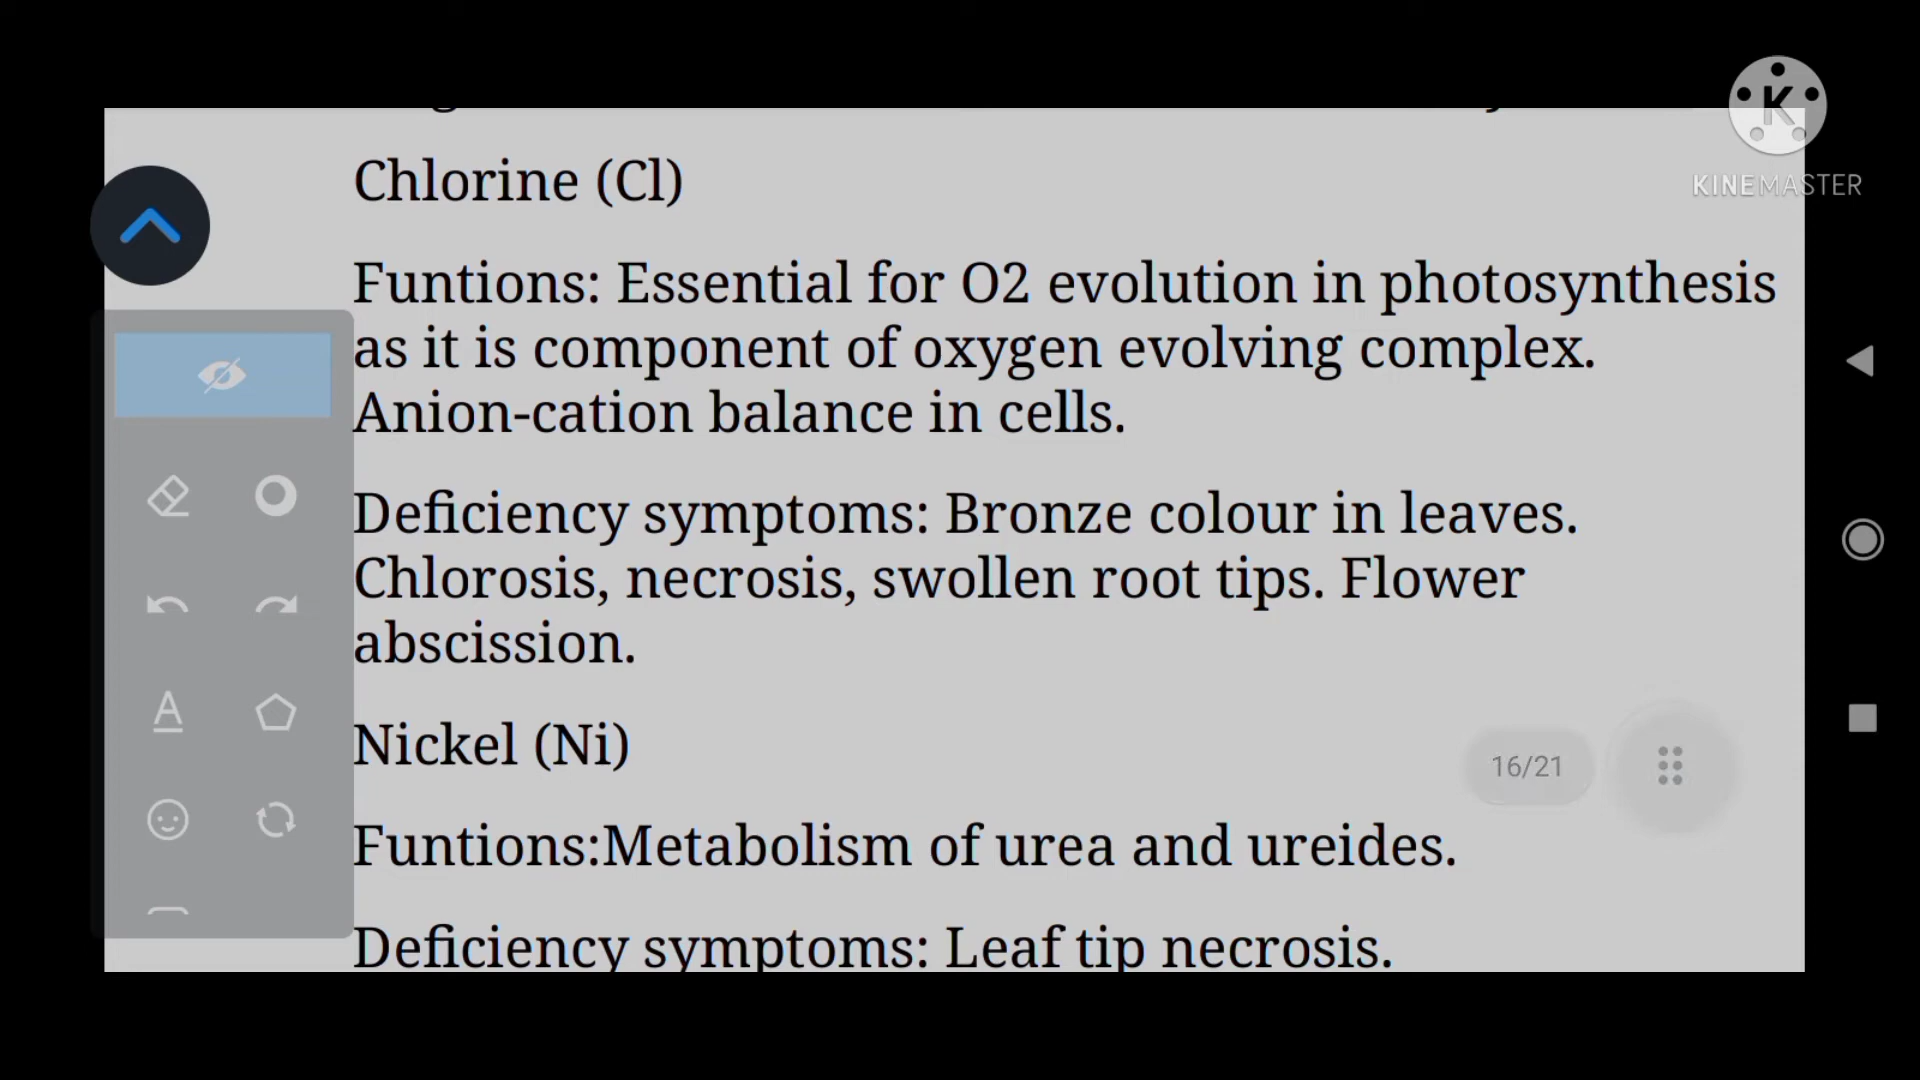 Chlorine (Cl)
Funtions: Essential for O2 evolution in photosynthesis
as it is component of oxygen evolving complex.
Anion-cation balance in cells.
Deficiency symptoms: Bronze colour in leaves.
Chlorosis, necrosis, swollen root tips. Flower
abscission.
Nickel (Ni)
Funtions:Metabolism of urea and ureides.
Deficiency symptoms: Leaf tip necrosis.
16/21
K
KINEMASTER
A